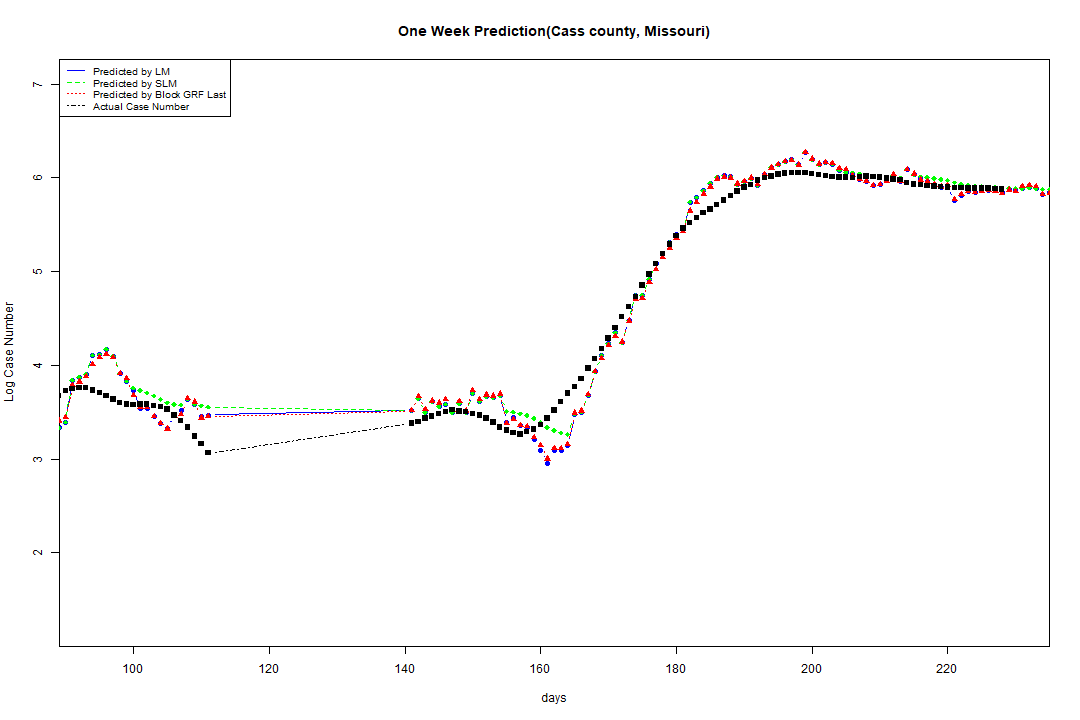 One Week Prediction(Cass county, Missouri)
Predicted by LM
Predicted by SLM
Predicted by Block GRF Last
Actual Case Number
Log Case Number
7
6
5
4
3
2
100 120 140 160 180 200 220
days